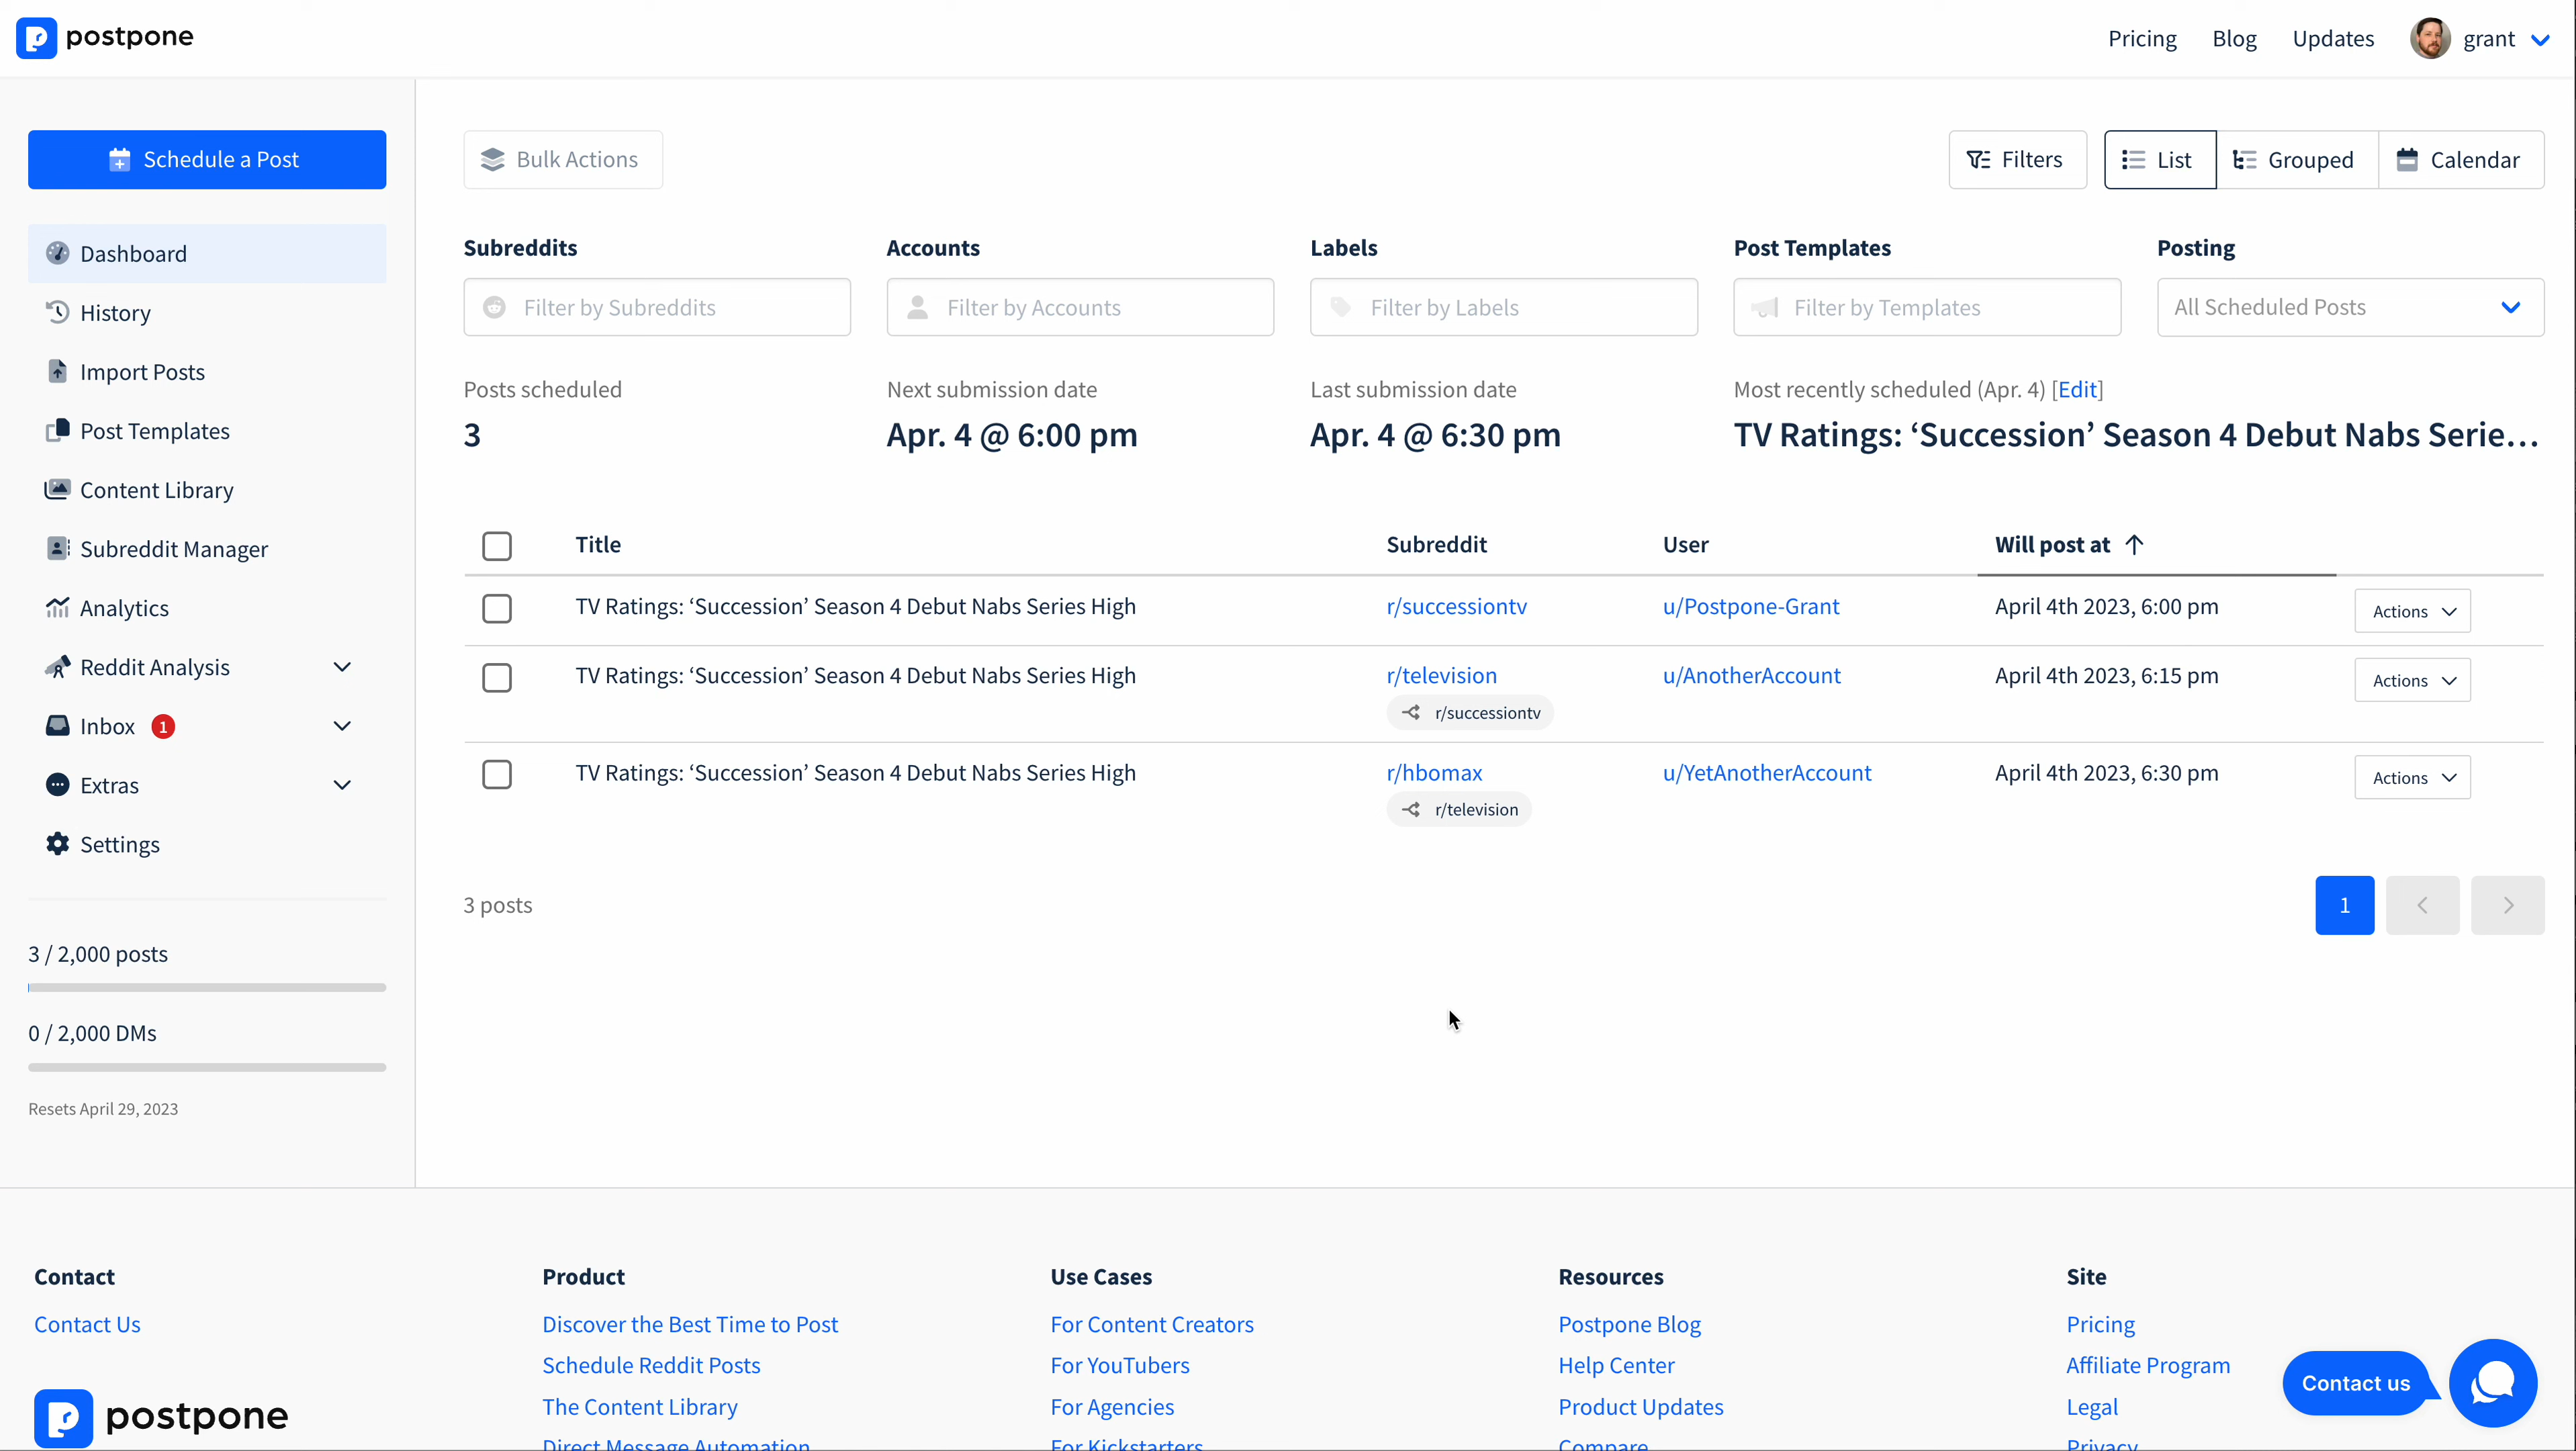 postpone
Pricing
Blog
Updates
grant
Schedule a Post
Dashboard
History
Import Posts
Post Templates
Content Library
Subreddit Manager
Analytics
Reddit Analysis
Inbox 1
Extras
Settings
3 / 2,000 posts
0 / 2,000 DMs
Resets April 29, 2023
Bulk Actions
Filters
List
Grouped
Calendar
Subreddits
Accounts
Labels
Post Templates
Posting
Filter by Subreddits
Filter by Accounts
Filter by Labels
Filter by Templates
All Scheduled Posts
Posts scheduled
3
Next submission date
Apr. 4 @ 6:00 pm
Last submission date
Apr. 4 @ 6:30 pm
Most recently scheduled (Apr. 4) [Edit]
TV Ratings: ‘Succession’ Season 4 Debut Nabs Serie...
Title
Subreddit
User
Will post at
TV Ratings: ‘Succession’ Season 4 Debut Nabs Series High
r/successiontv
u/Postpone-Grant
April 4th 2023, 6:00 pm
Actions
TV Ratings: ‘Succession’ Season 4 Debut Nabs Series High
r/television
r/successiontv
u/AnotherAccount
April 4th 2023, 6:15 pm
Actions
TV Ratings: ‘Succession’ Season 4 Debut Nabs Series High
r/hbomax
r/television
u/YetAnotherAccount
April 4th 2023, 6:30 pm
Actions
3 posts
1
Contact
Contact Us
postpone
Product
Discover the Best Time to Post
Schedule Reddit Posts
The Content Library
Direct Message Automation
Use Cases
For Content Creators
For YouTubers
For Agencies
For Kickstarters
Resources
Postpone Blog
Help Center
Product Updates
Compare
Site
Pricing
Affiliate Program
Legal
Privacy
Contact us